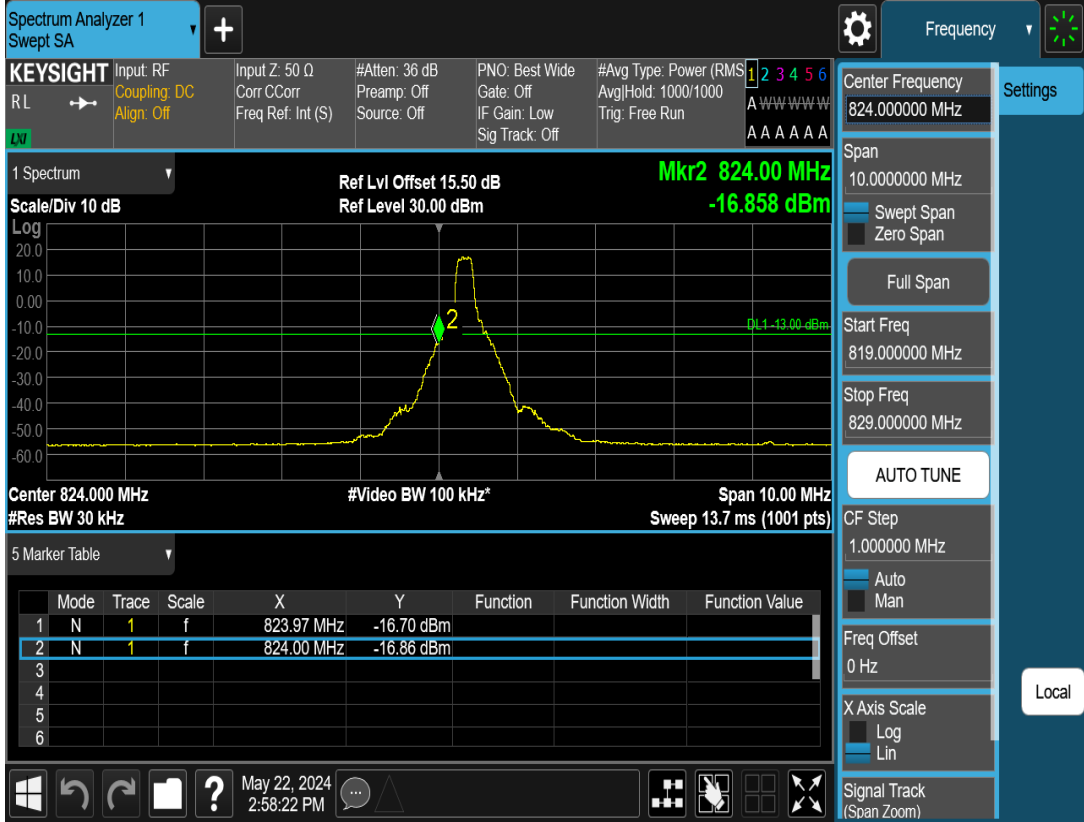 Spectrum Analyzer 1
Swept SA
+
Frequency
KEYSIGHT
RL
LXI
Input: RF
Coupling: DC
Align: Off
Input Z: 50 Ω
Corr CCorr
Freq Ref: Int (S)
#Atten: 36 dB
Preamp: Off
Source: Off
PNO: Best Wide
Gate: Off
IF Gain: Low
Sig Track: Off
#Avg Type: Power (RMS
Avg|Hold: 1000/1000
Trig: Free Run
1 2 3 4 5 6
A W W W W W
A A A A A A
1 Spectrum
Scale/Div 10 dB
Ref Lvl Offset 15.50 dB
Ref Level 30.00 dBm
Mkr2 824.00 MHz
-16.858 dBm
Log
20.0
10.0
0.00
-10.0
-20.0
-30.0
-40.0
-50.0
-60.0
2
DL1 -13.00 dBm
Center 824.000 MHz
#Video BW 100 kHz*
Span 10.00 MHz
#Res BW 30 kHz
Sweep 13.7 ms (1001 pts)
5 Marker Table
Mode Trace Scale X Y Function Function Width Function Value
1 N 1 f 823.97 MHz -16.70 dBm
2 N 1 f 824.00 MHz -16.86 dBm
3
4
5
6
?
May 22, 2024
2:58:22 PM
Center Frequency
824.000000 MHz
Span
10.0000000 MHz
Swept Span
Zero Span
Full Span
Start Freq
819.000000 MHz
Stop Freq
829.000000 MHz
AUTO TUNE
CF Step
1.000000 MHz
Auto
Man
Freq Offset
0 Hz
X Axis Scale
Log
Lin
Signal Track
(Span Zoom)
Settings
Local